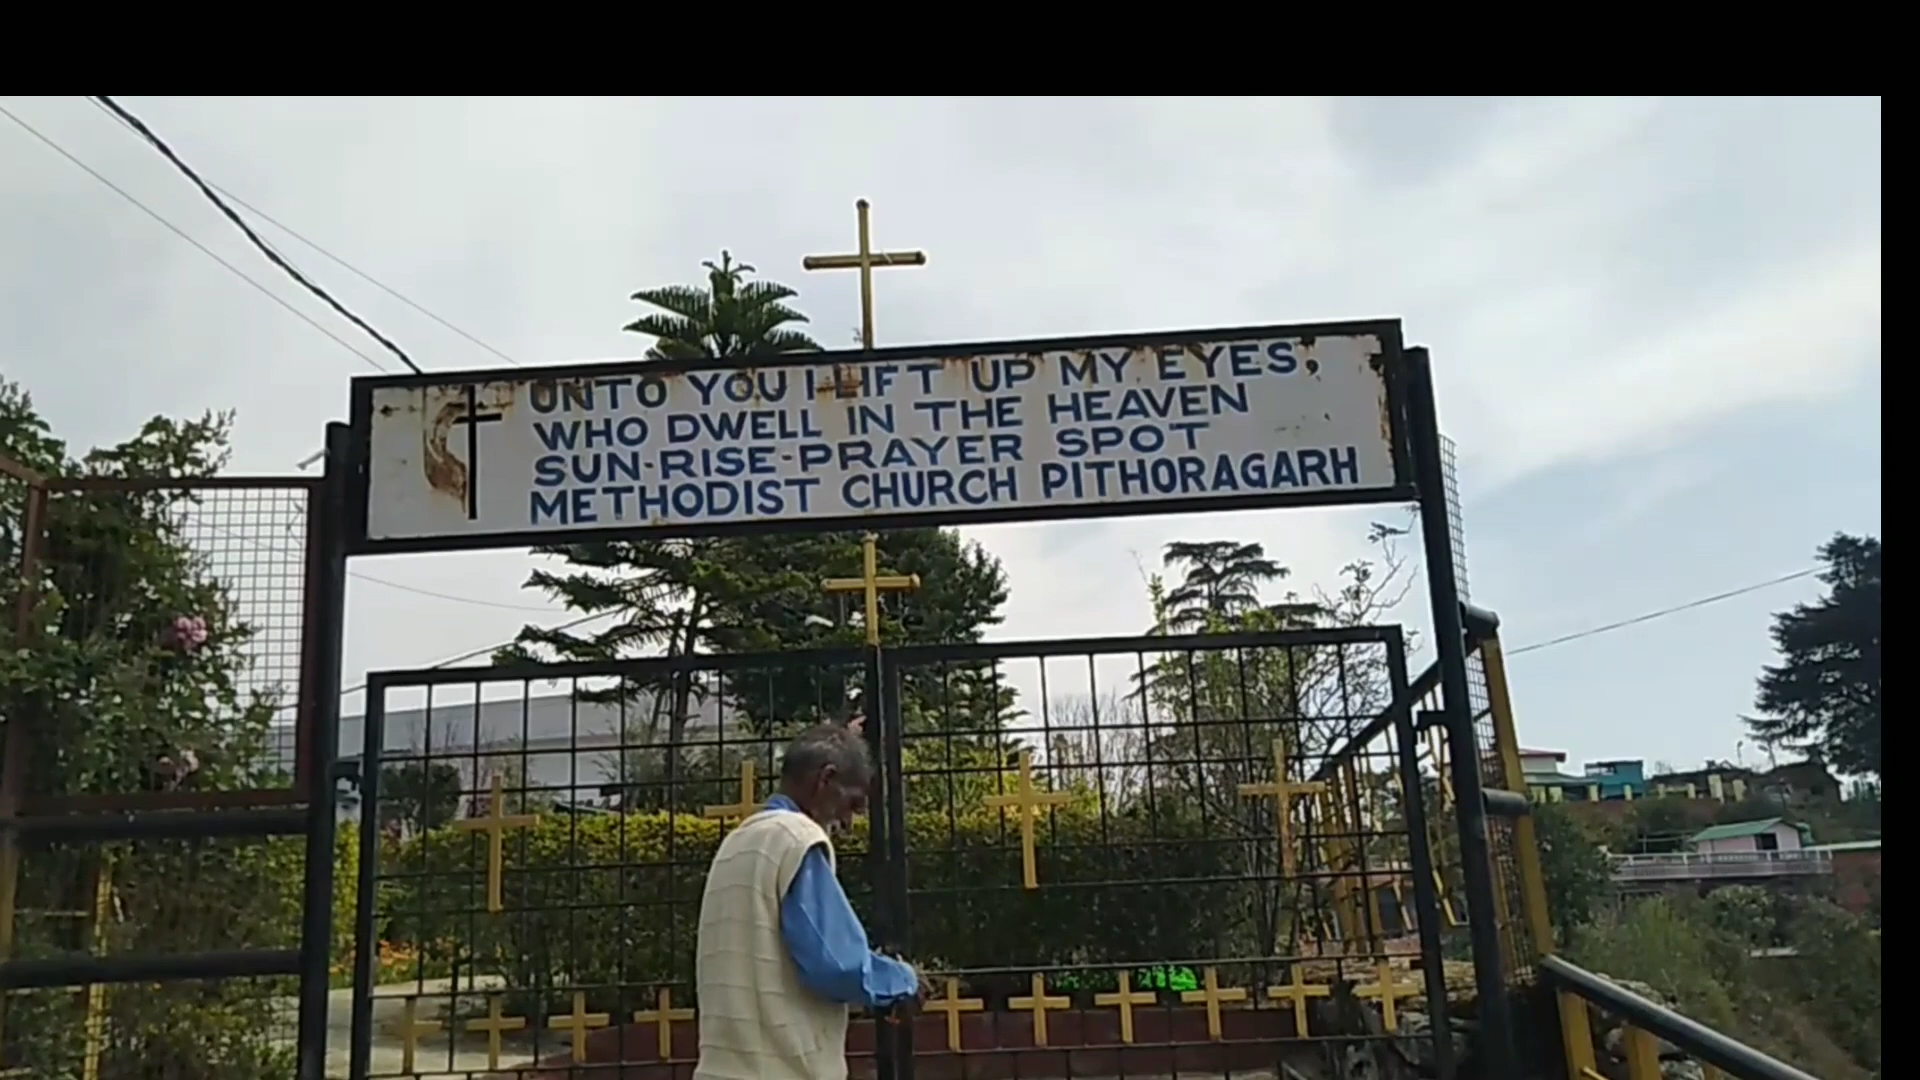 UNTO YOU I LIFT UP MY EYES,
WHO DWELL IN THE HEAVEN
SUN-RISE-PRAYER SPOT
METHODIST CHURCH PITHORAGARH